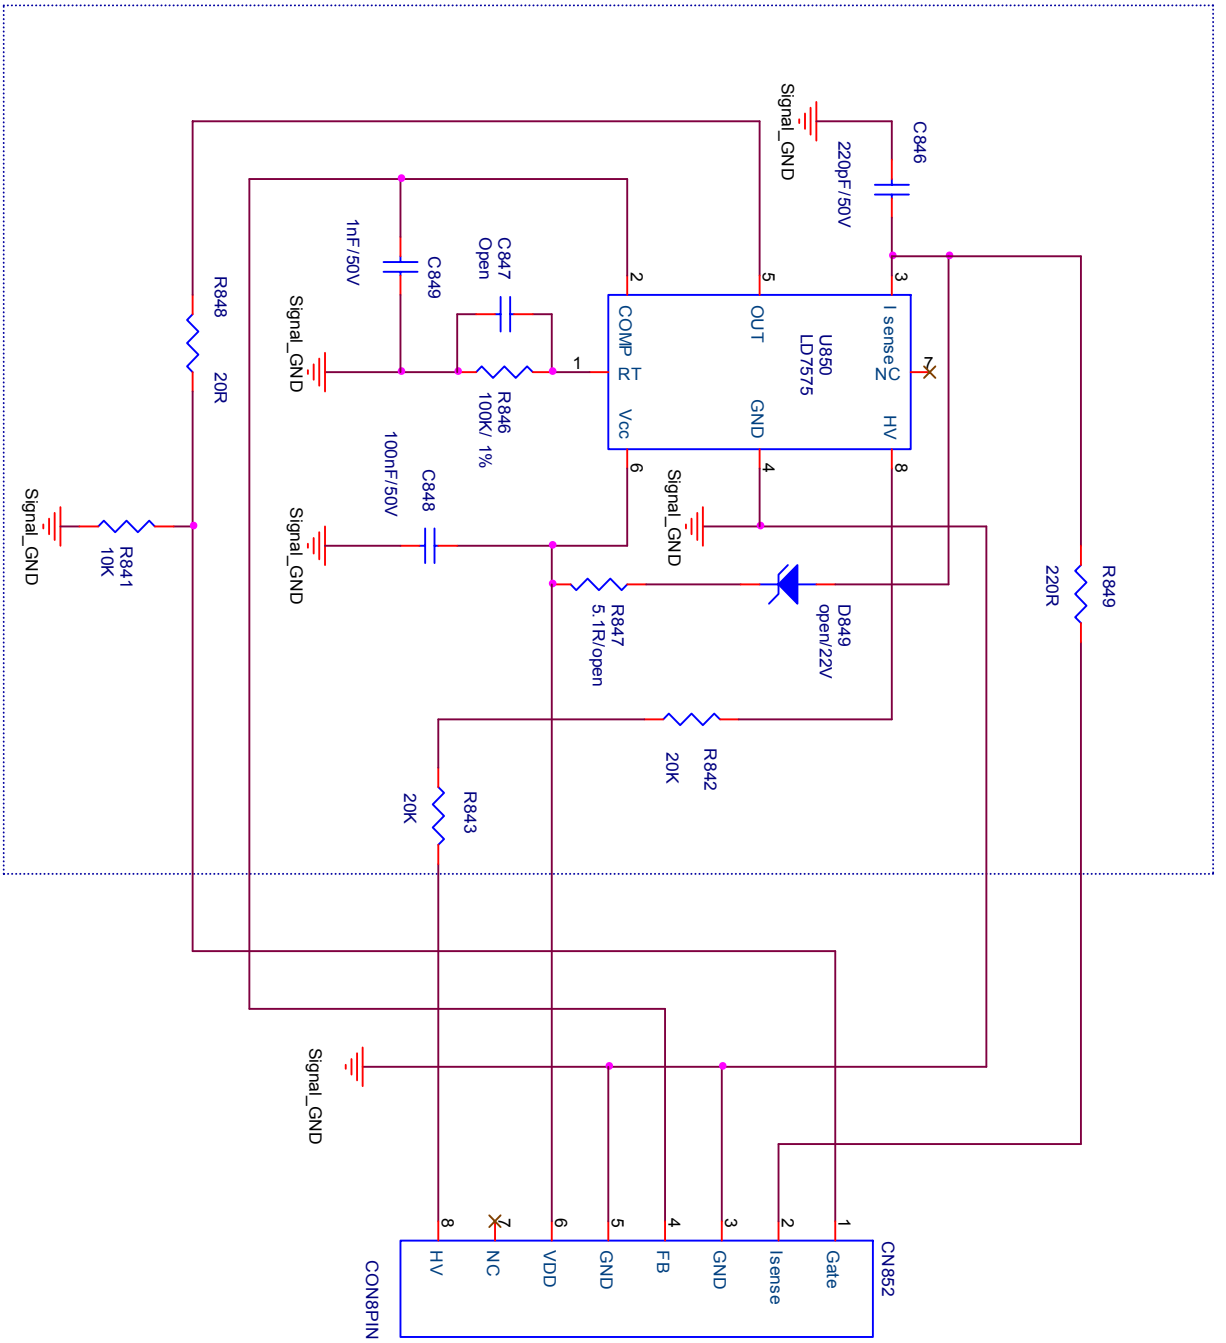 C846
220pF/50V
Signal_GND
C849
1nF/50V
C847
Open
Signal_GND
R848
20R
R846
100K/ 1%
U850
LD7575
I sense
NC
HV
OUT
GND
COMP
RT
Vcc
3
7
8
5
4
2
1
6
C848
100nF/50V
Signal_GND
Signal_GND
R841
10K
Signal_GND
R847
5.1R/open
D849
open/22V
R849
220R
R842
20K
R843
20K
Signal_GND
CN852
1
2
3
4
5
6
7
8
Gate
Isense
GND
FB
GND
VDD
NC
HV
CON8PIN